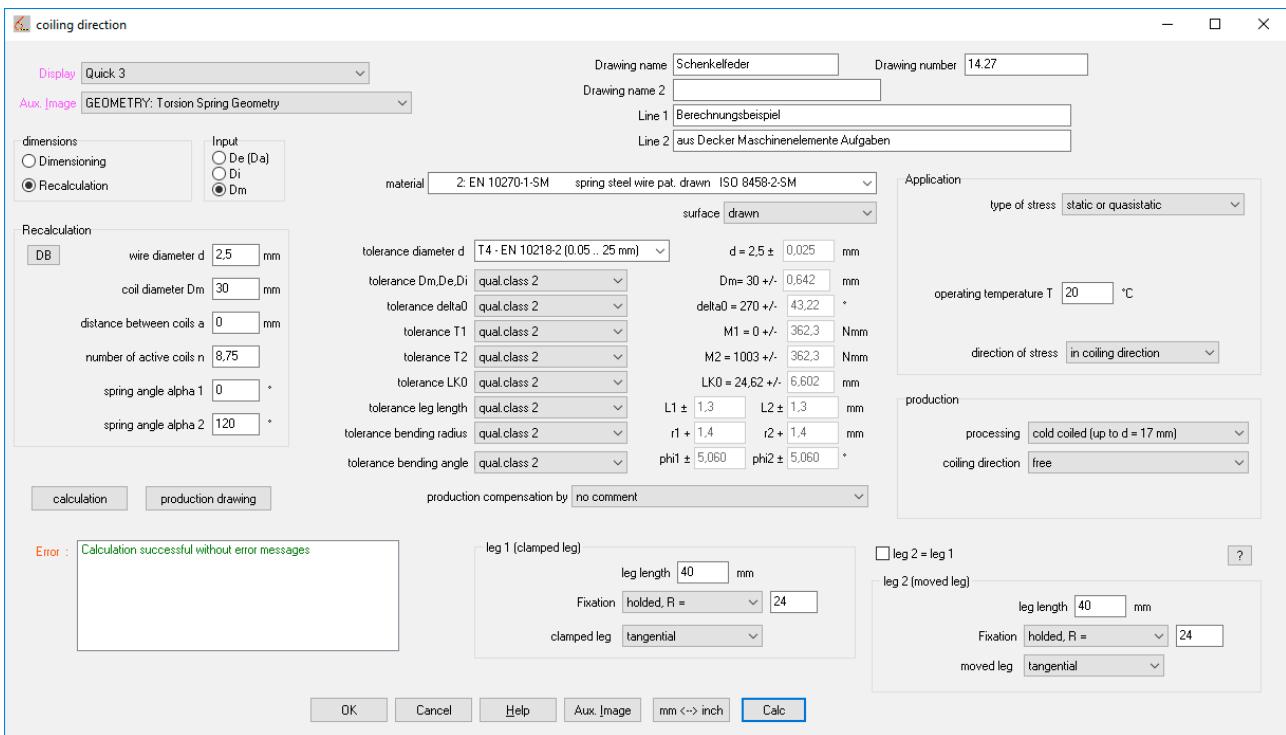 coiling direction
Display Quick 3
Aux. Image GEOMETRY: Torsion Spring Geometry
Drawing name Schenkelfeder Drawing number 14.27
Drawing name 2
Line 1 Berechnungsbeispiel
Line 2 aus Decker Maschinenelemente Aufgaben
dimensions
Dimensioning
Recalculation
Input
De (Da)
Di
Dm
material 2: EN 10270-1-SM spring steel wire pat. drawn ISO 8458-2-SM
surface drawn
Recalculation
DB wire diameter d 2,5 mm
coil diameter Dm 30 mm
distance between coils a 0 mm
number of active coils n 8,75
spring angle alpha 1 0 °
spring angle alpha 2 120 °
tolerance diameter d T4 - EN 10218-2 (0.05 .. 25 mm) d = 2,5 ± 0,025 mm
tolerance Dm,De,Di qual.class 2 Dm= 30 +/- 0,642 mm
tolerance delta0 qual.class 2 delta0 = 270 +/- 43,22 °
tolerance T1 qual.class 2 M1 = 0 +/- 362,3 Nmm
tolerance T2 qual.class 2 M2 = 1003 +/- 362,3 Nmm
tolerance LK0 qual.class 2 LK0 = 24,62 +/- 6,602 mm
tolerance leg length qual.class 2 L1 ± 1,3 L2 ± 1,3 mm
tolerance bending radius qual.class 2 r1 + 1,4 r2 + 1,4 mm
tolerance bending angle qual.class 2 phi1 ± 5,060 phi2 ± 5,060 °
production compensation by no comment
Application
type of stress static or quasistatic
operating temperature T 20 °C
direction of stress in coiling direction
production
processing cold coiled (up to d = 17 mm)
coiling direction free
calculation production drawing
Error : Calculation successful without error messages
leg 1 (clamped leg)
leg length 40 mm
Fixation holded, R = 24
clamped leg tangential
leg 2 = leg 1 ?
leg 2 (moved leg)
leg length 40 mm
Fixation holded, R = 24
moved leg tangential
OK Cancel Help Aux. Image mm <--> inch Calc